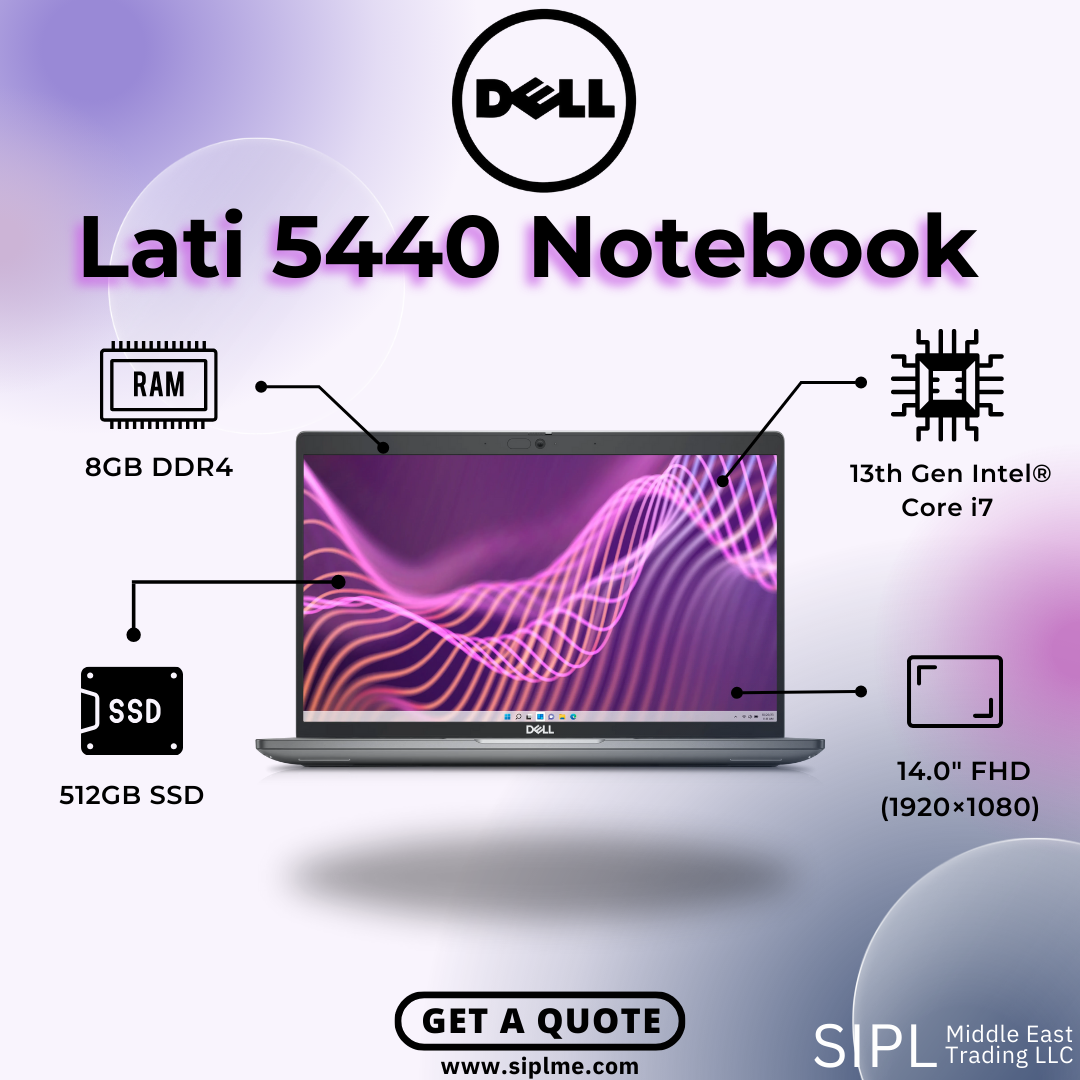 DELL
Lati 5440 Notebook
RAM
8GB DDR4
13th Gen Intel®
Core i7
SSD
512GB SSD
14.0" FHD
(1920×1080)
DELL
GET A QUOTE
www.siplme.com
SIPL Middle East
Trading LLC